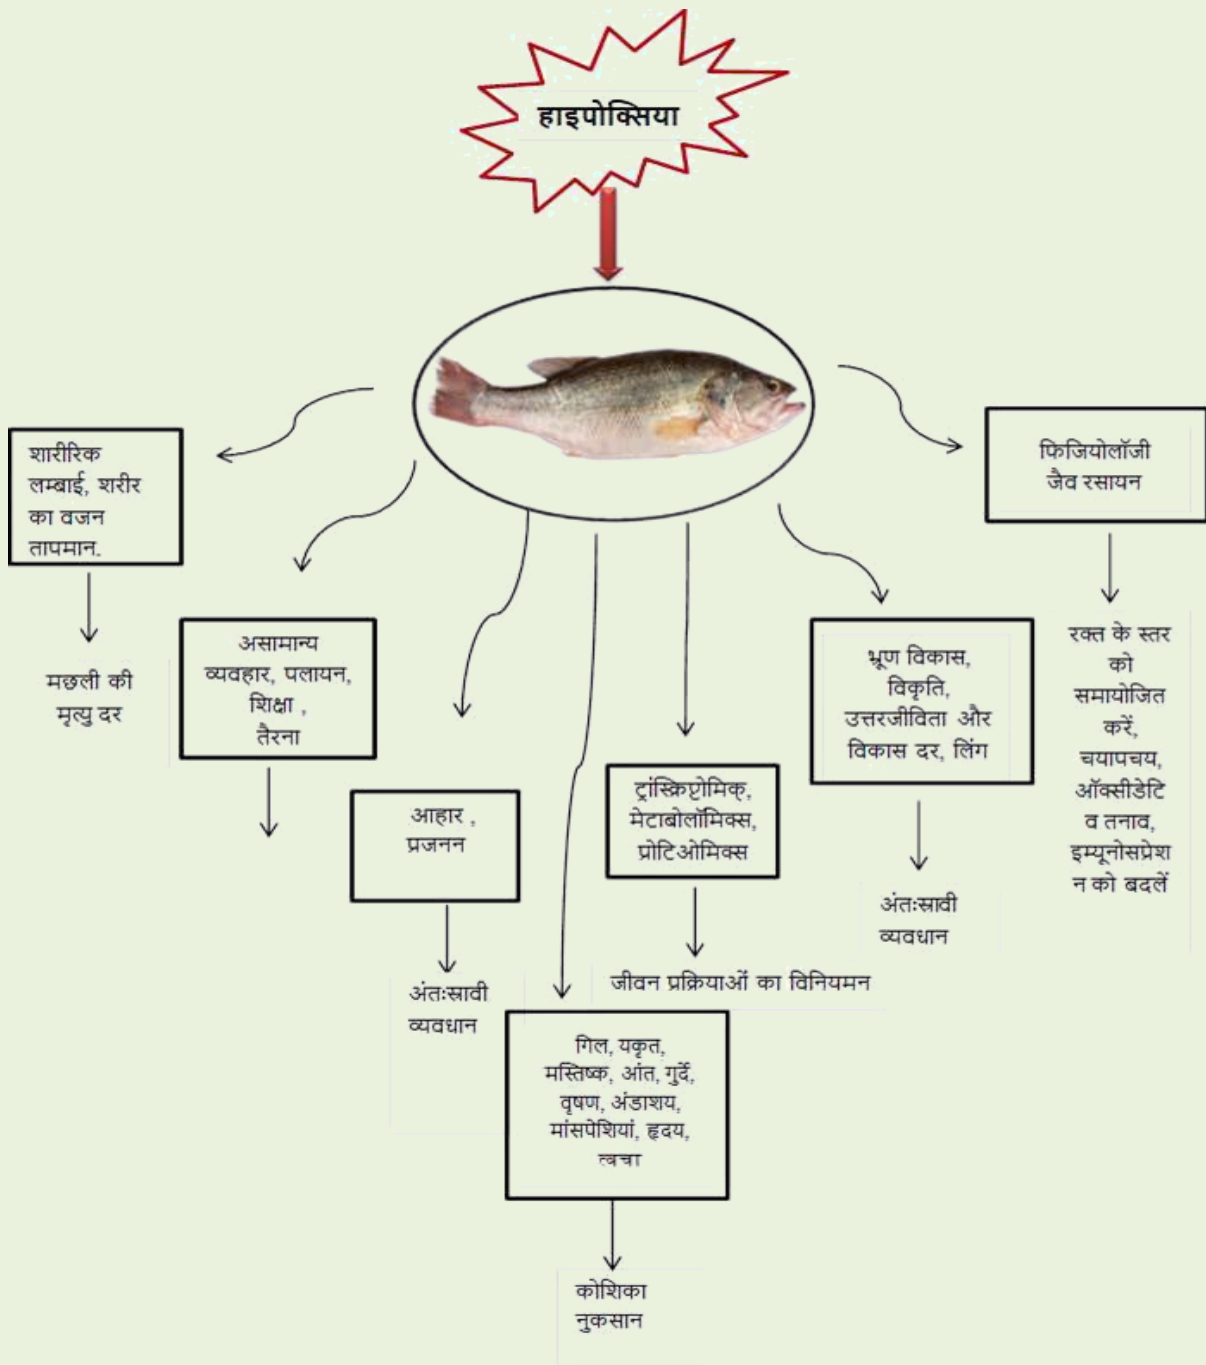 हाइपोक्सिया
शारीरिक
लम्बाई, शरीर
का वजन
तापमान.
मछली की
मृत्यु दर
असामान्य
व्यवहार, पलायन,
शिक्षा ,
तैरना
आहार ,
प्रजनन
अंतःस्रावी
व्यवधान
गिल, यकृत,
मस्तिष्क, आंत, गुर्दे,
वृषण, अंडाशय,
मांसपेशियां, हृदय,
त्वचा
कोशिका
नुकसान
ट्रांस्क्रिप्टोमिक्,
मेटाबोलॉमिक्स,
प्रोटिओमिक्स
जीवन प्रक्रियाओं का विनियमन
भ्रूण विकास,
विकृति,
उत्तरजीविता और
विकास दर, लिंग
अंतःस्रावी
व्यवधान
फिजियोलॉजी
जैव रसायन
रक्त के स्तर
को
समायोजित
करें,
चयापचय,
ऑक्सीडेटि
व तनाव,
इम्यूनोसप्रेश
न को बदलें